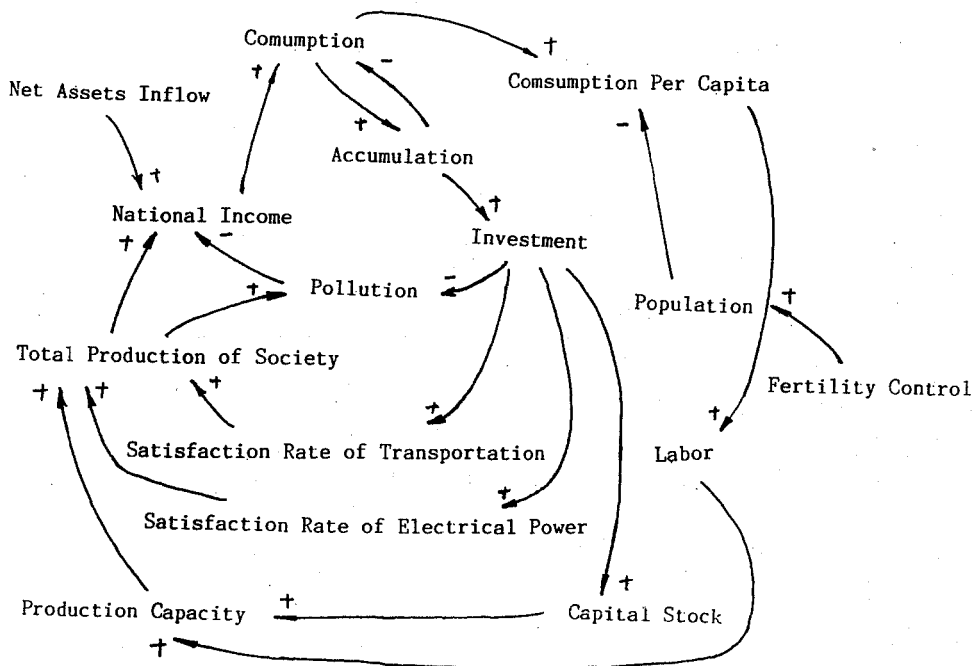 Comumption
+
Comsumption Per Capita
Net Assets Inflow
+
-
+
Accumulation
-
+
National Income
+
Investment
+
-
Pollution
+
-
Population
+
Total Production of Society
+
+
+
Fertility Control
+
+
Satisfaction Rate of Transportation
Labor
+
Satisfaction Rate of Electrical Power
Production Capacity
+
+
Capital Stock
+